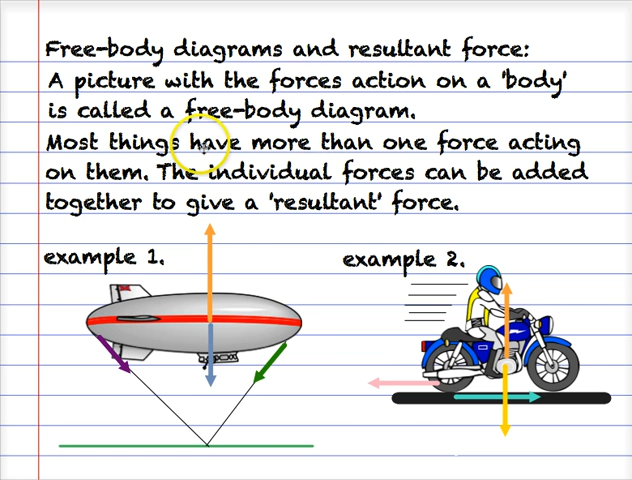 Free-body diagrams and resultant force:
A picture with the forces action on a 'body'
is called a free-body diagram.
Most things have more than one force acting
on them. The individual forces can be added
together to give a 'resultant' force.
example 1.
example 2.